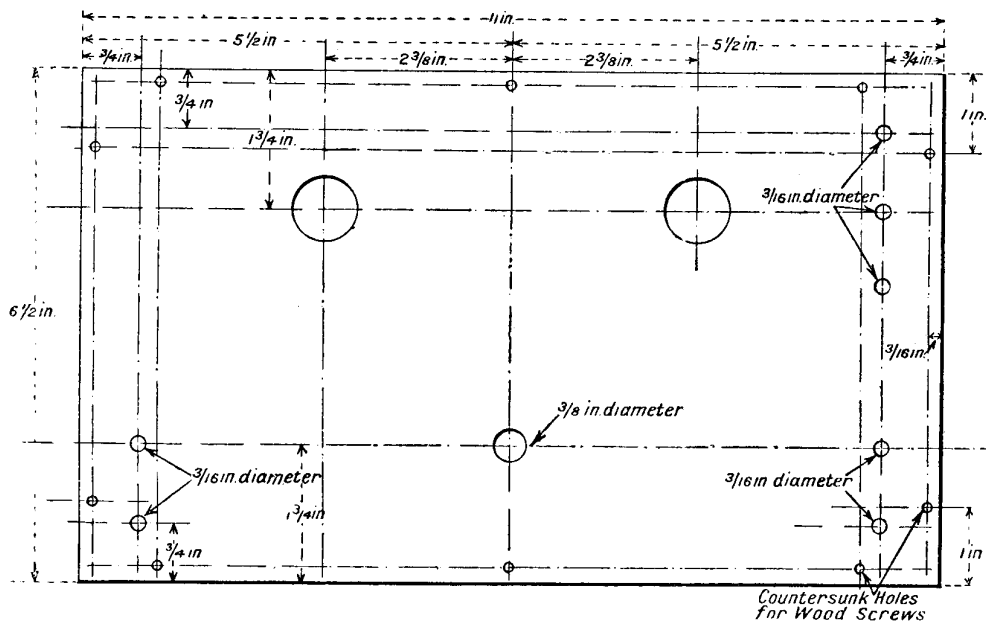 11in.
5 1/2 in. 5 1/2 in.
3/4 in. 2 3/8 in. 2 3/8 in. 3/4 in.
3/4 in
1 3/4 in.
1 in.
3/16 in. diameter
6 1/2 in.
3/16 in.
3/8 in. diameter
3/16 in. diameter
3/16 in diameter
1 3/4 in
3/4 in
1 in
Countersunk Holes
for Wood Screws